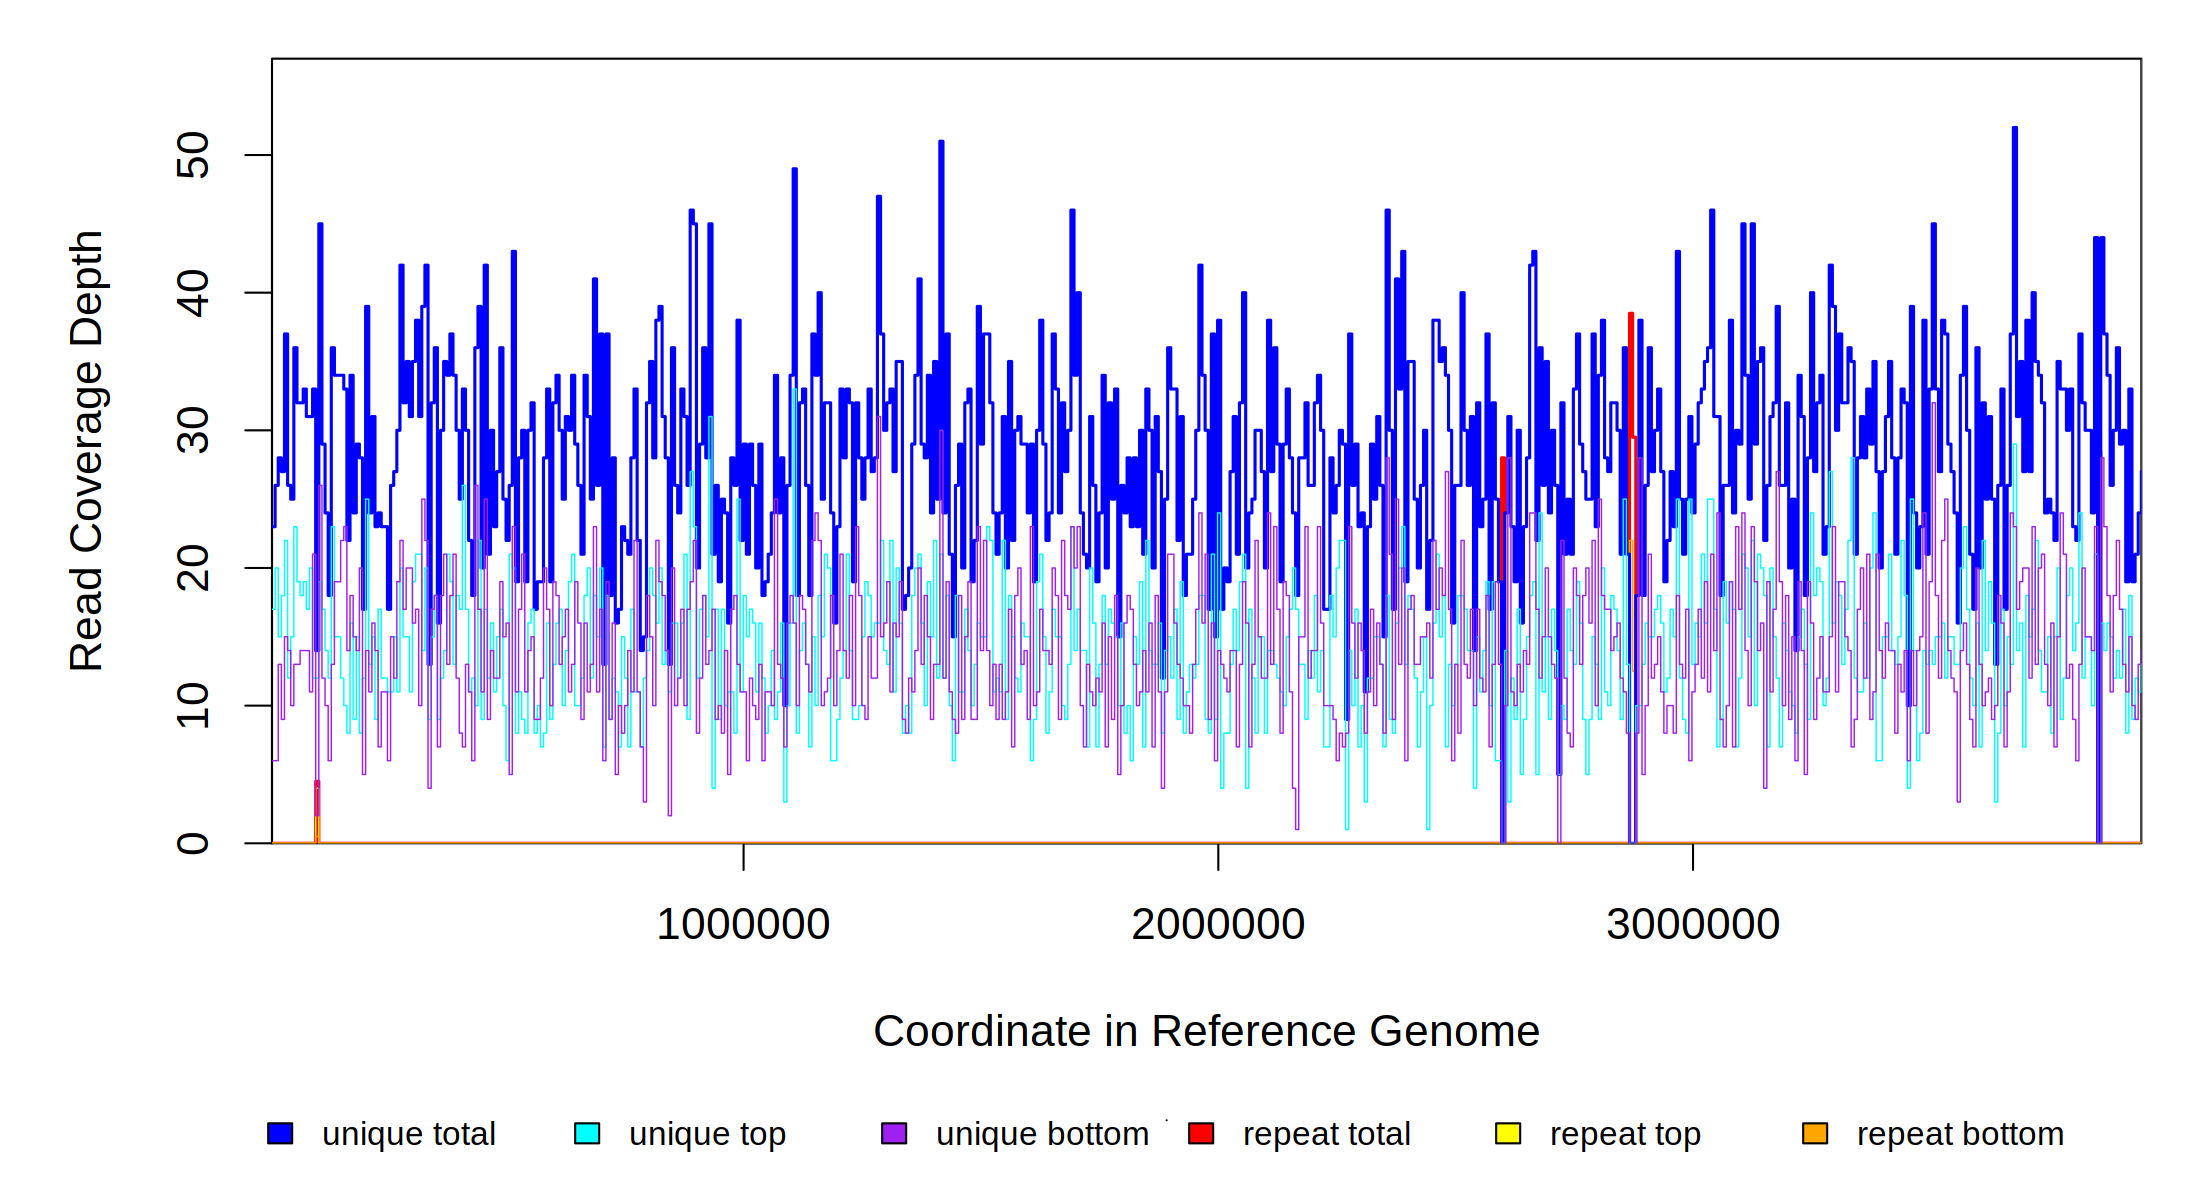 Read Coverage Depth
50
40
30
20
10
0
1000000 2000000 3000000
Coordinate in Reference Genome
unique total unique top unique bottom repeat total repeat top repeat bottom